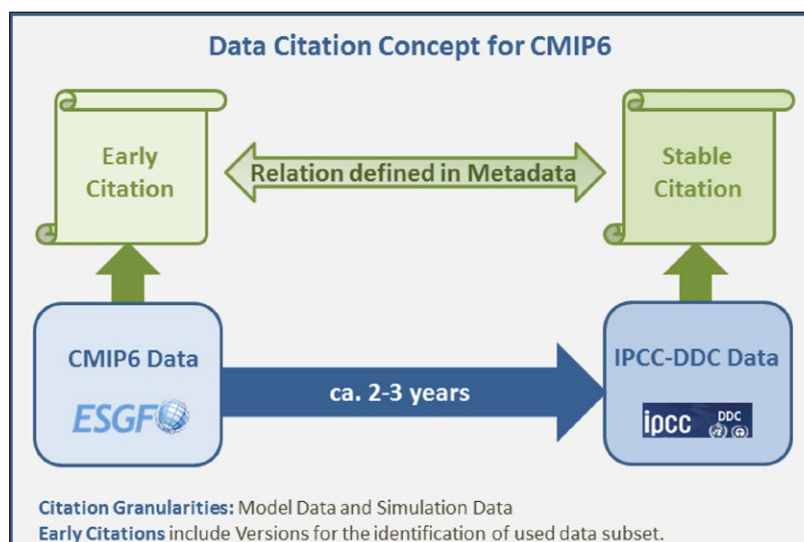 Data Citation Concept for CMIP6
Early
Citation
Relation defined in Metadata
Stable
Citation
CMIP6 Data
ESGF
ca. 2-3 years
IPCC-DDC Data
ipcc DDC
Citation Granularities: Model Data and Simulation Data
Early Citations include Versions for the identification of used data subset.